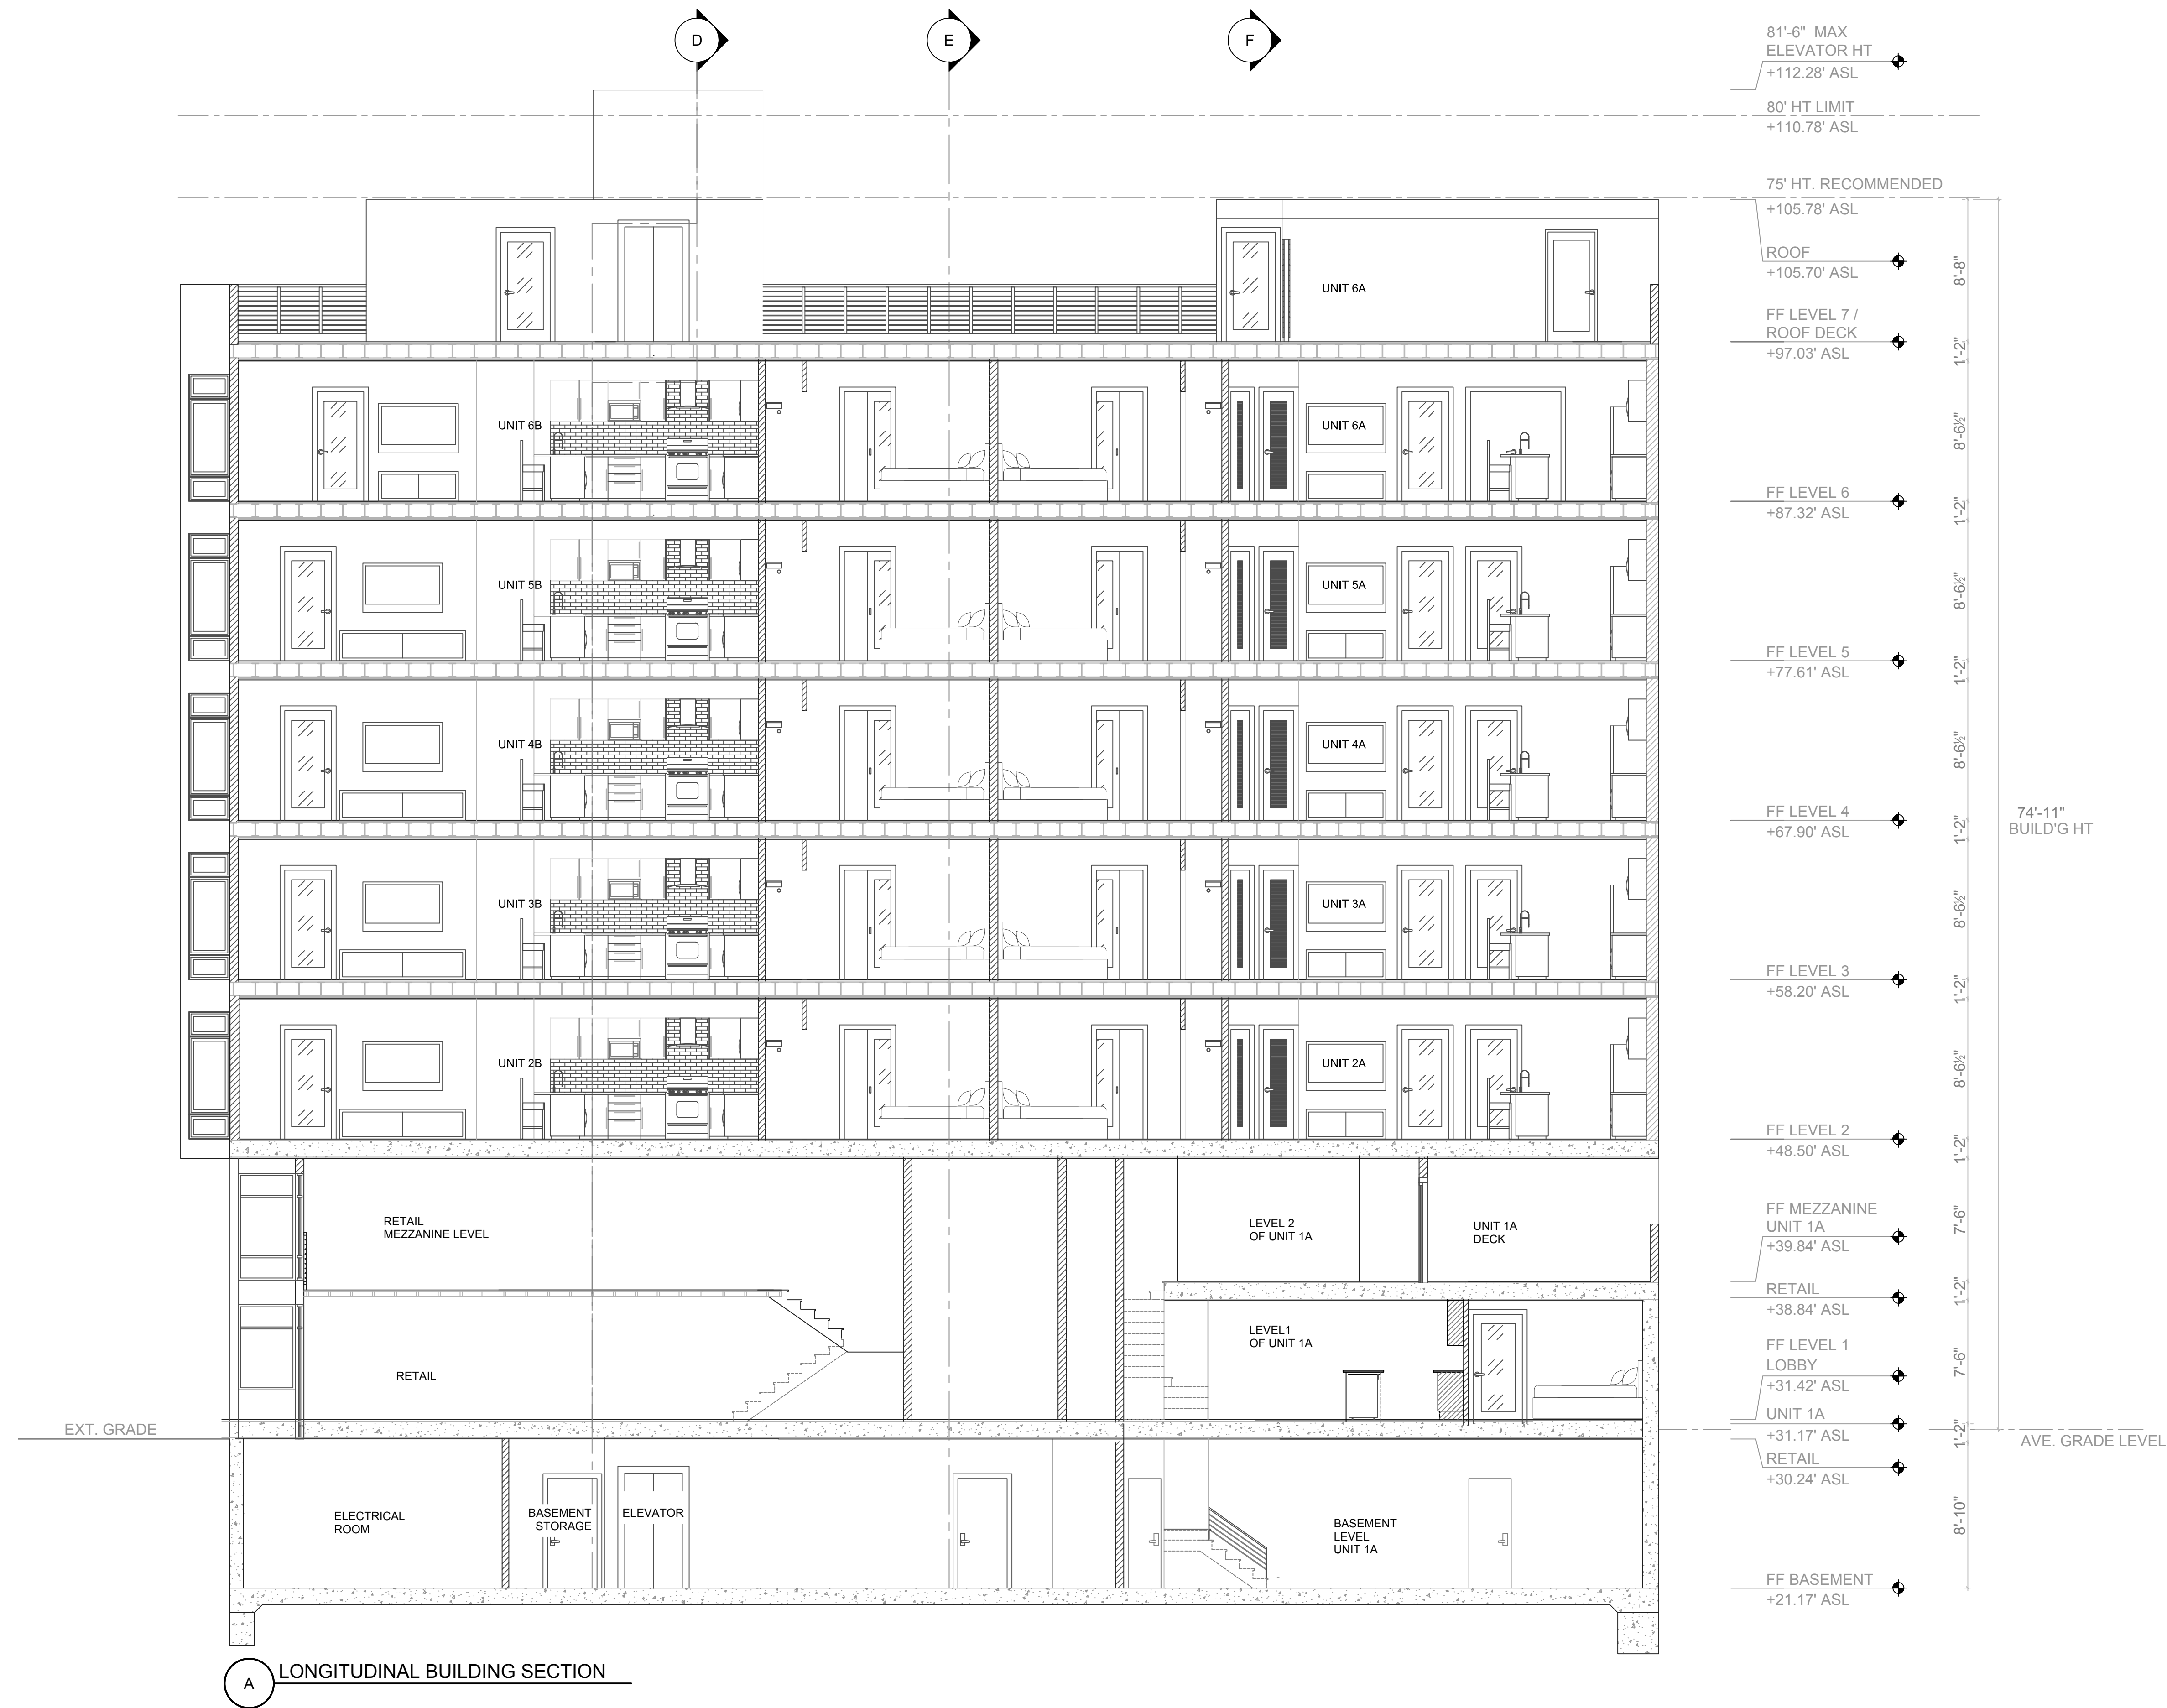 D
E
F
81'-6" MAX
ELEVATOR HT
+112.28' ASL
80' HT LIMIT
+110.78' ASL
75' HT. RECOMMENDED
+105.78' ASL
ROOF
+105.70' ASL
8'-8"
UNIT 6A
FF LEVEL 7 /
ROOF DECK
+97.03' ASL
1'-2"
UNIT 6B
UNIT 6A
8'-6½"
FF LEVEL 6
+87.32' ASL
1'-2"
UNIT 5B
UNIT 5A
8'-6½"
FF LEVEL 5
+77.61' ASL
1'-2"
UNIT 4B
UNIT 4A
8'-6½"
FF LEVEL 4
+67.90' ASL
1'-2"
74'-11"
BUILD'G HT
UNIT 3B
UNIT 3A
8'-6½"
FF LEVEL 3
+58.20' ASL
1'-2"
UNIT 2B
UNIT 2A
8'-6½"
FF LEVEL 2
+48.50' ASL
1'-2"
RETAIL
MEZZANINE LEVEL
LEVEL 2
OF UNIT 1A
UNIT 1A
DECK
FF MEZZANINE
UNIT 1A
+39.84' ASL
7'-6"
RETAIL
+38.84' ASL
1'-2"
LEVEL1
OF UNIT 1A
RETAIL
FF LEVEL 1
LOBBY
+31.42' ASL
7'-6"
UNIT 1A
+31.17' ASL
1'-2"
EXT. GRADE
AVE. GRADE LEVEL
RETAIL
+30.24' ASL
ELECTRICAL
ROOM
BASEMENT
STORAGE
ELEVATOR
BASEMENT
LEVEL
UNIT 1A
8'-10"
FF BASEMENT
+21.17' ASL
A
LONGITUDINAL BUILDING SECTION